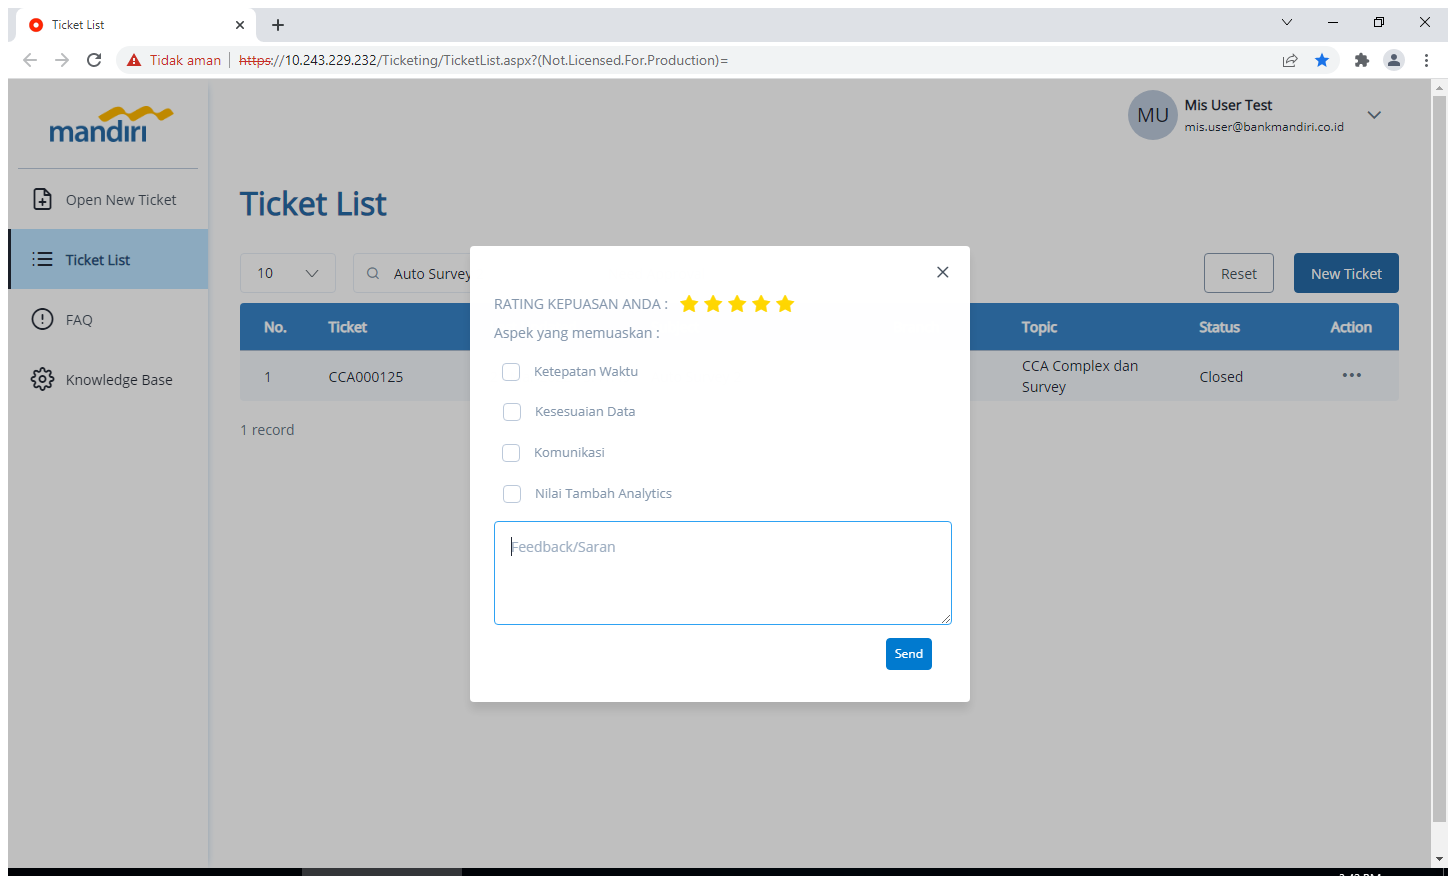 Ticket List
Tidak aman
https://10.243.229.232/Ticketing/TicketList.aspx?(Not.Licensed.For.Production)=
mandiri
MU
Mis User Test
mis.user@bankmandiri.co.id
Open New Ticket
Ticket List
FAQ
Knowledge Base
Ticket List
10
Auto Survey
Reset
New Ticket
No.
Ticket
Topic
Status
Action
1
CCA000125
CCA Complex dan
Survey
Closed
1 record
RATING KEPUASAN ANDA :
Aspek yang memuaskan :
Ketepatan Waktu
Kesesuaian Data
Komunikasi
Nilai Tambah Analytics
Feedback/Saran
Send